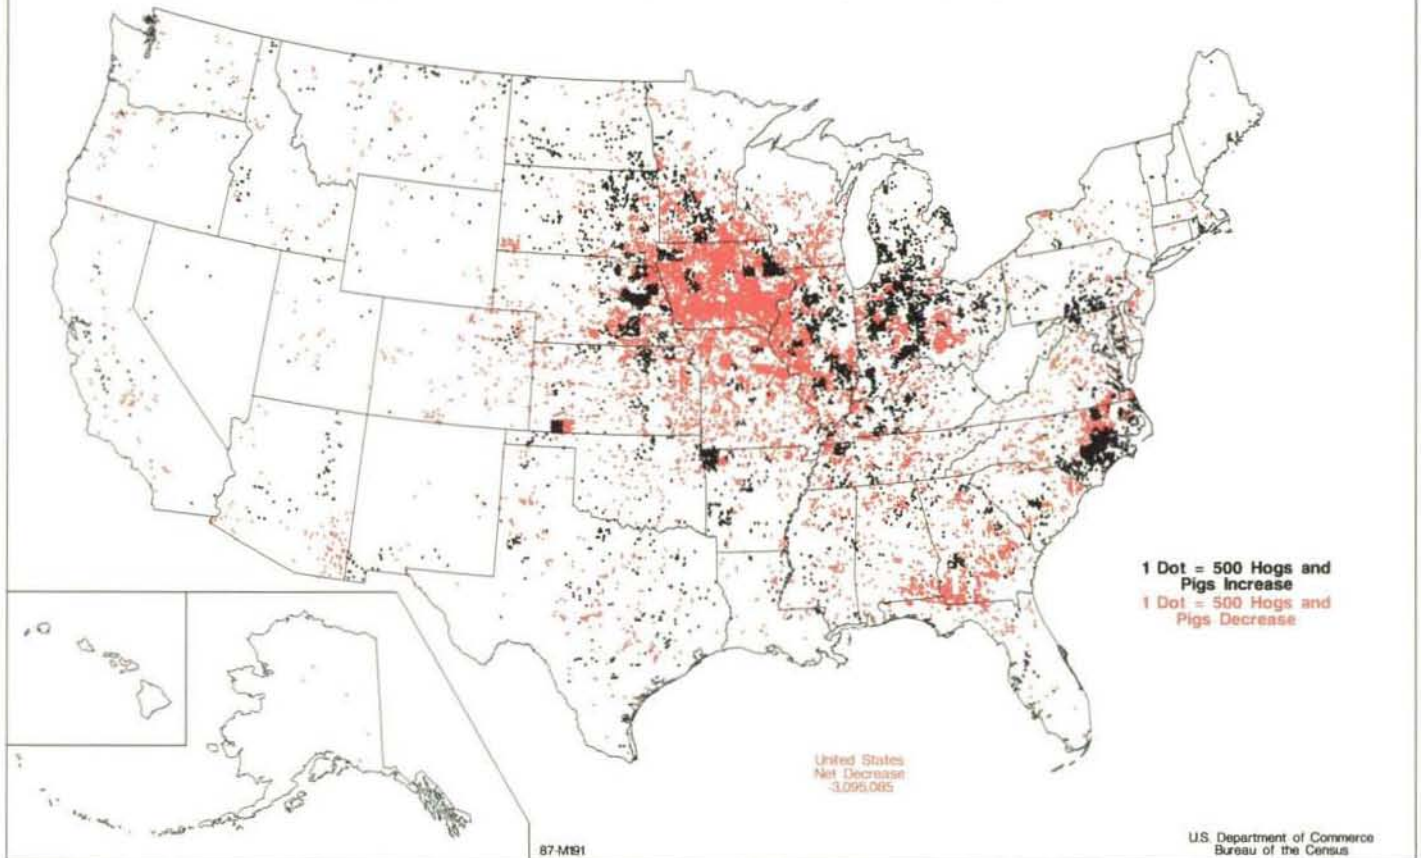 1 Dot = 500 Hogs and
Pigs Increase
1 Dot = 500 Hogs and
Pigs Decrease
United States
Net Decrease
-3,095,085
87-M191
U.S. Department of Commerce
Bureau of the Census